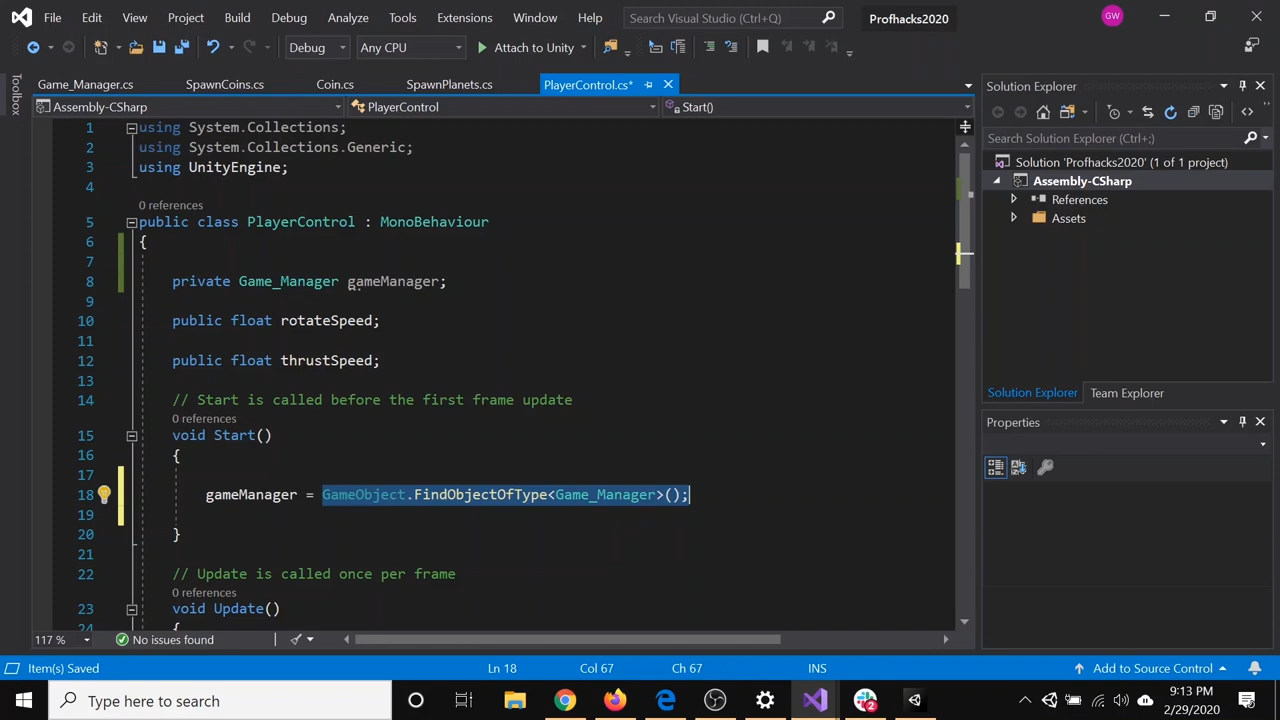 File Edit View Project Build Debug Analyze Tools Extensions Window Help Search Visual Studio (Ctrl+Q) Profhacks2020 GW
Debug Any CPU Attach to Unity
Toolbox
Game_Manager.cs SpawnCoins.cs Coin.cs SpawnPlanets.cs PlayerControl.cs*
Assembly-CSharp PlayerControl Start()
1 using System.Collections;
2 using System.Collections.Generic;
3 using UnityEngine;
4
0 references
5 public class PlayerControl : MonoBehaviour
6 {
7
8 private Game_Manager gameManager;
9
10 public float rotateSpeed;
11
12 public float thrustSpeed;
13
14 // Start is called before the first frame update
0 references
15 void Start()
16 {
17
18 gameManager = GameObject.FindObjectOfType<Game_Manager>();
19
20 }
21
22 // Update is called once per frame
0 references
23 void Update()
24 {
117 % No issues found
Solution Explorer
Search Solution Explorer (Ctrl+;)
Solution 'Profhacks2020' (1 of 1 project)
Assembly-CSharp
References
Assets
Solution Explorer Team Explorer
Properties
Item(s) Saved Ln 18 Col 67 Ch 67 INS Add to Source Control
Type here to search
2
9:13 PM
2/29/2020